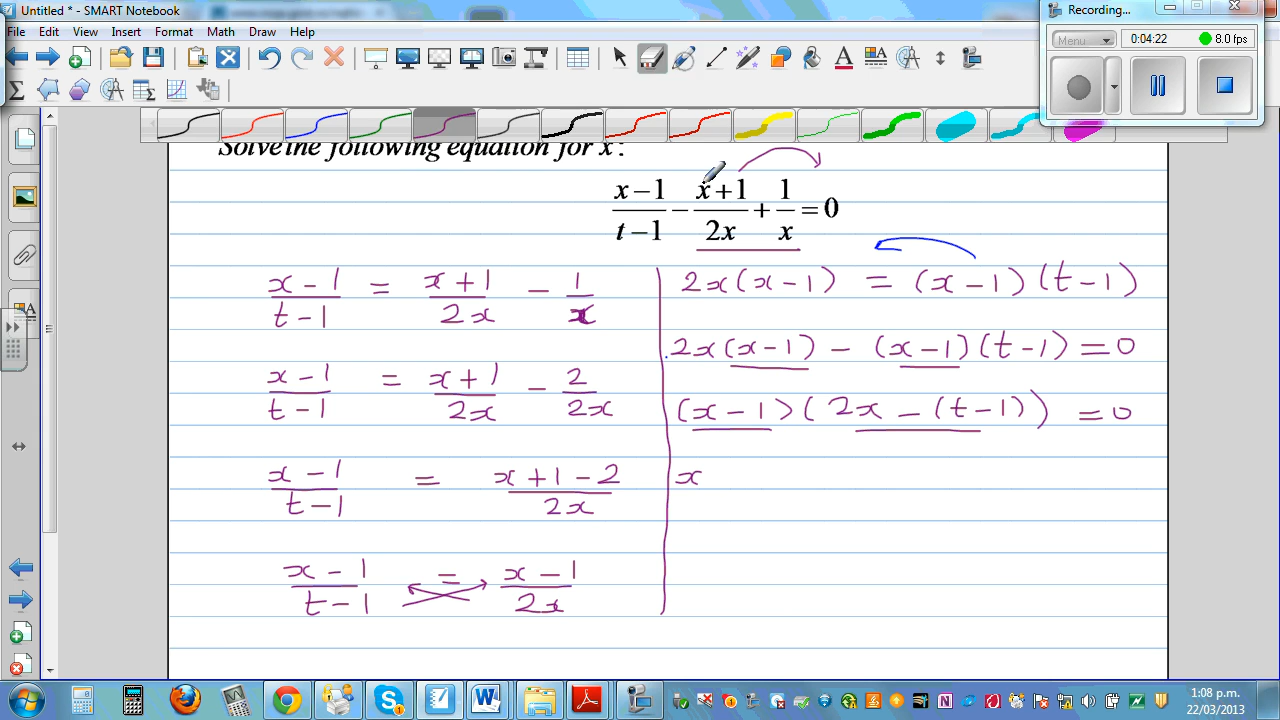 Untitled * - SMART Notebook
File Edit View Insert Format Math Draw Help
Recording...
Menu 0:04:22 8.0 fps
Solve the following equation for x :
x – 1 / t – 1 – x + 1 / 2x + 1 / x = 0
x – 1 / t – 1 = x + 1 / 2x – 1 / x
x – 1 / t – 1 = x + 1 / 2x – 2 / 2x
x – 1 / t – 1 = x + 1 – 2 / 2x
x – 1 / t – 1 = x – 1 / 2x
2x (x – 1) = (x – 1) (t – 1)
2x (x – 1) – (x – 1) (t – 1) = 0
(x – 1) (2x – (t – 1)) = 0
x
1:08 p.m.
22/03/2013